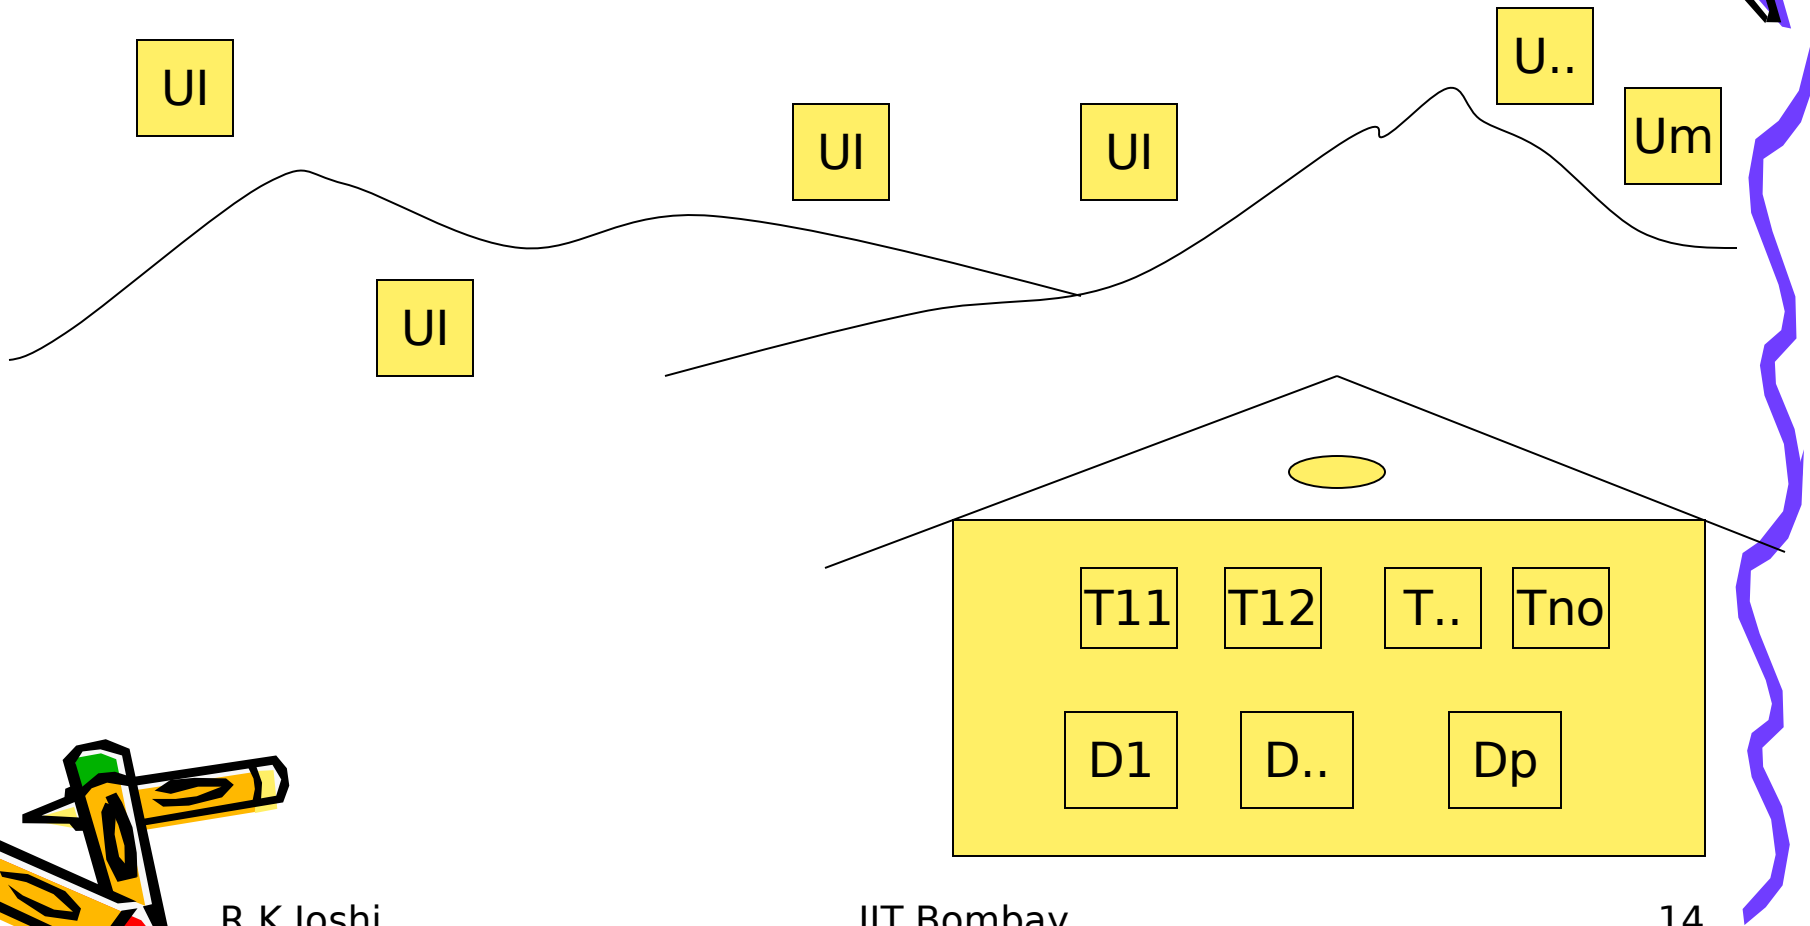 U..
UI
Um
UI
UI
UI
T11 T12 T.. Tno
D1 D.. Dp
R K Joshi IIT Bombay 14